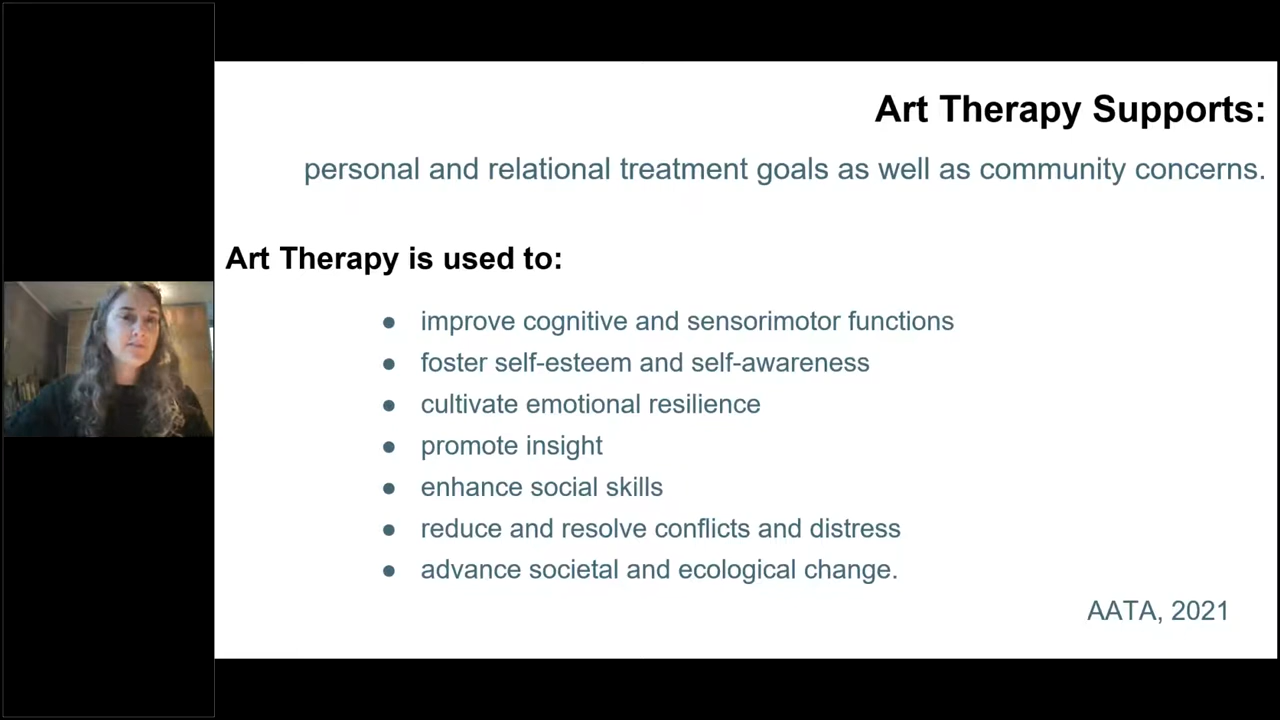 Art Therapy Supports:
personal and relational treatment goals as well as community concerns.
Art Therapy is used to:
● improve cognitive and sensorimotor functions
● foster self-esteem and self-awareness
● cultivate emotional resilience
● promote insight
● enhance social skills
● reduce and resolve conflicts and distress
● advance societal and ecological change.
AATA, 2021